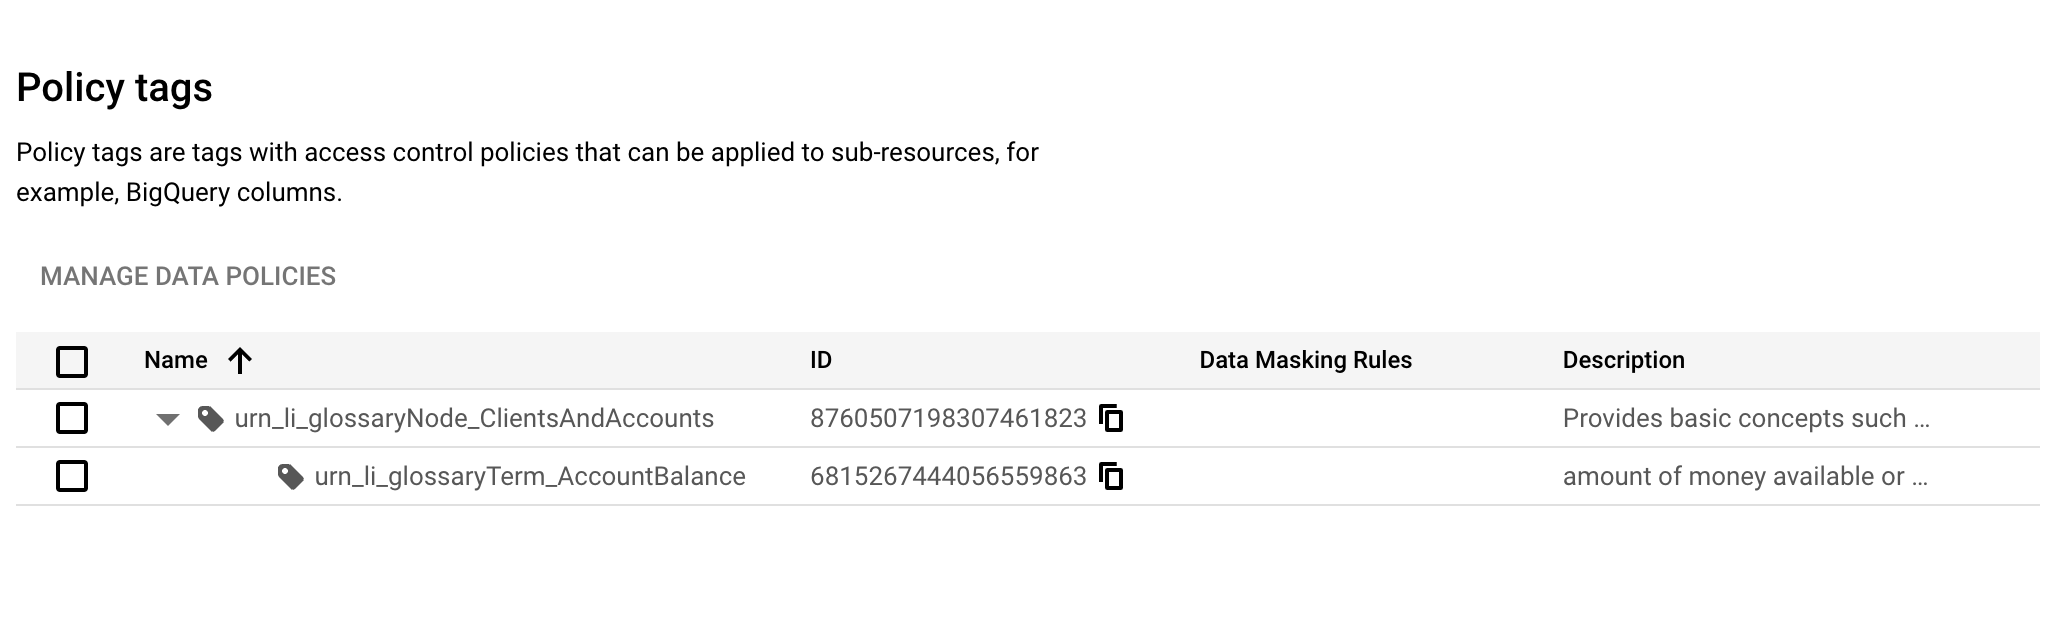 Policy tags
Policy tags are tags with access control policies that can be applied to sub-resources, for
example, BigQuery columns.
MANAGE DATA POLICIES
Name ID Data Masking Rules Description
urn_li_glossaryNode_ClientsAndAccounts 8760507198307461823 Provides basic concepts such ...
urn_li_glossaryTerm_AccountBalance 6815267444056559863 amount of money available or ...